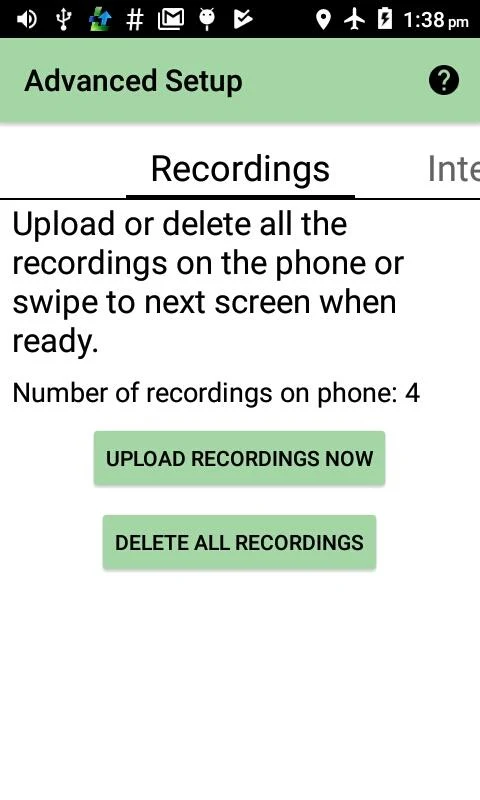 1:38 pm
Advanced Setup
Recordings Inte
Upload or delete all the
recordings on the phone or
swipe to next screen when
ready.
Number of recordings on phone: 4
UPLOAD RECORDINGS NOW
DELETE ALL RECORDINGS